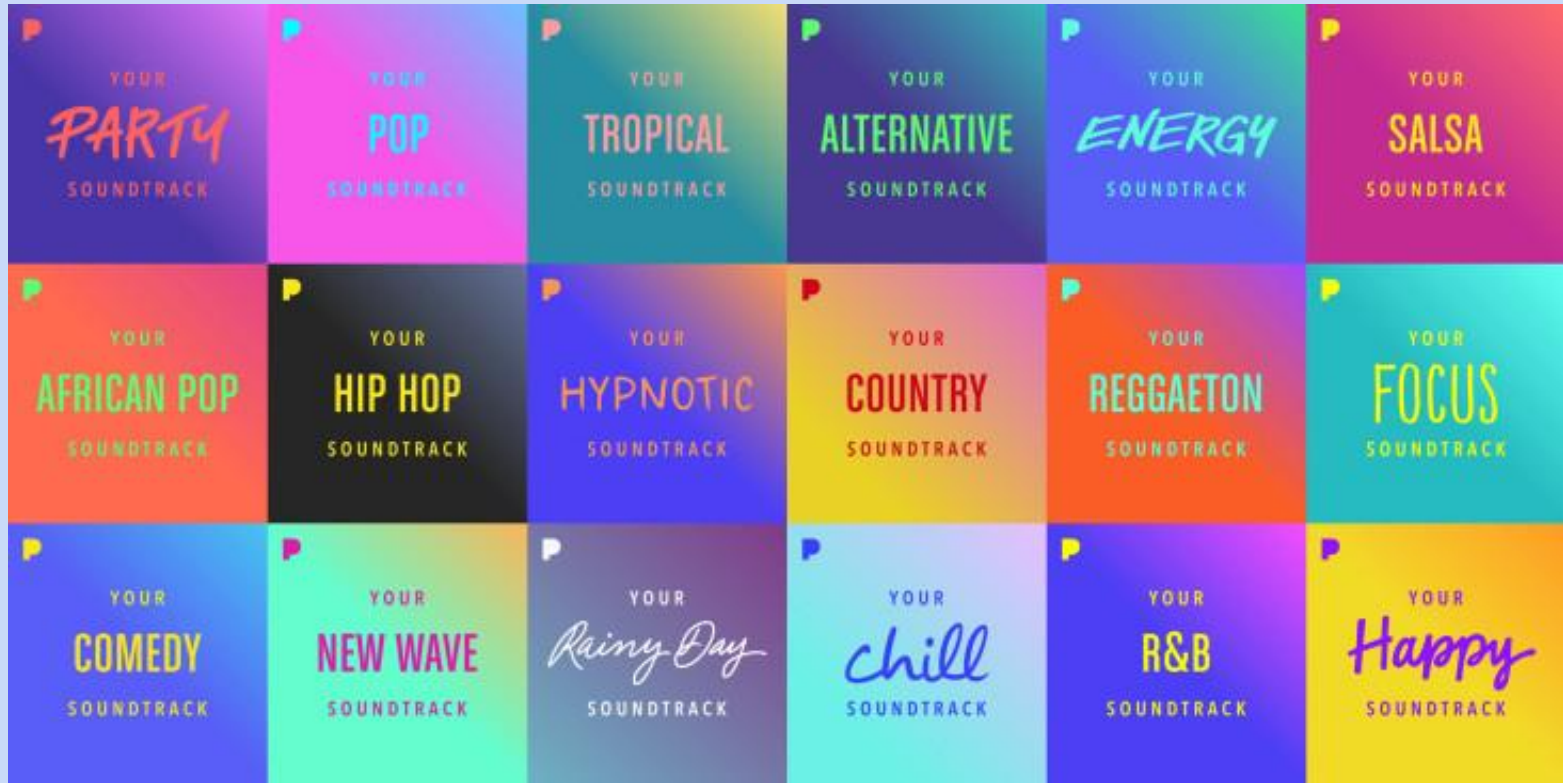 YOUR
PARTY
SOUNDTRACK
YOUR
POP
SOUNDTRACK
YOUR
TROPICAL
SOUNDTRACK
YOUR
ALTERNATIVE
SOUNDTRACK
YOUR
ENERGY
SOUNDTRACK
YOUR
SALSA
SOUNDTRACK
YOUR
AFRICAN POP
SOUNDTRACK
YOUR
HIP HOP
SOUNDTRACK
YOUR
HYPNOTIC
SOUNDTRACK
YOUR
COUNTRY
SOUNDTRACK
YOUR
REGGAETON
SOUNDTRACK
YOUR
FOCUS
SOUNDTRACK
YOUR
COMEDY
SOUNDTRACK
YOUR
NEW WAVE
SOUNDTRACK
YOUR
Rainy Day
SOUNDTRACK
YOUR
chill
SOUNDTRACK
YOUR
R&B
SOUNDTRACK
YOUR
Happy
SOUNDTRACK